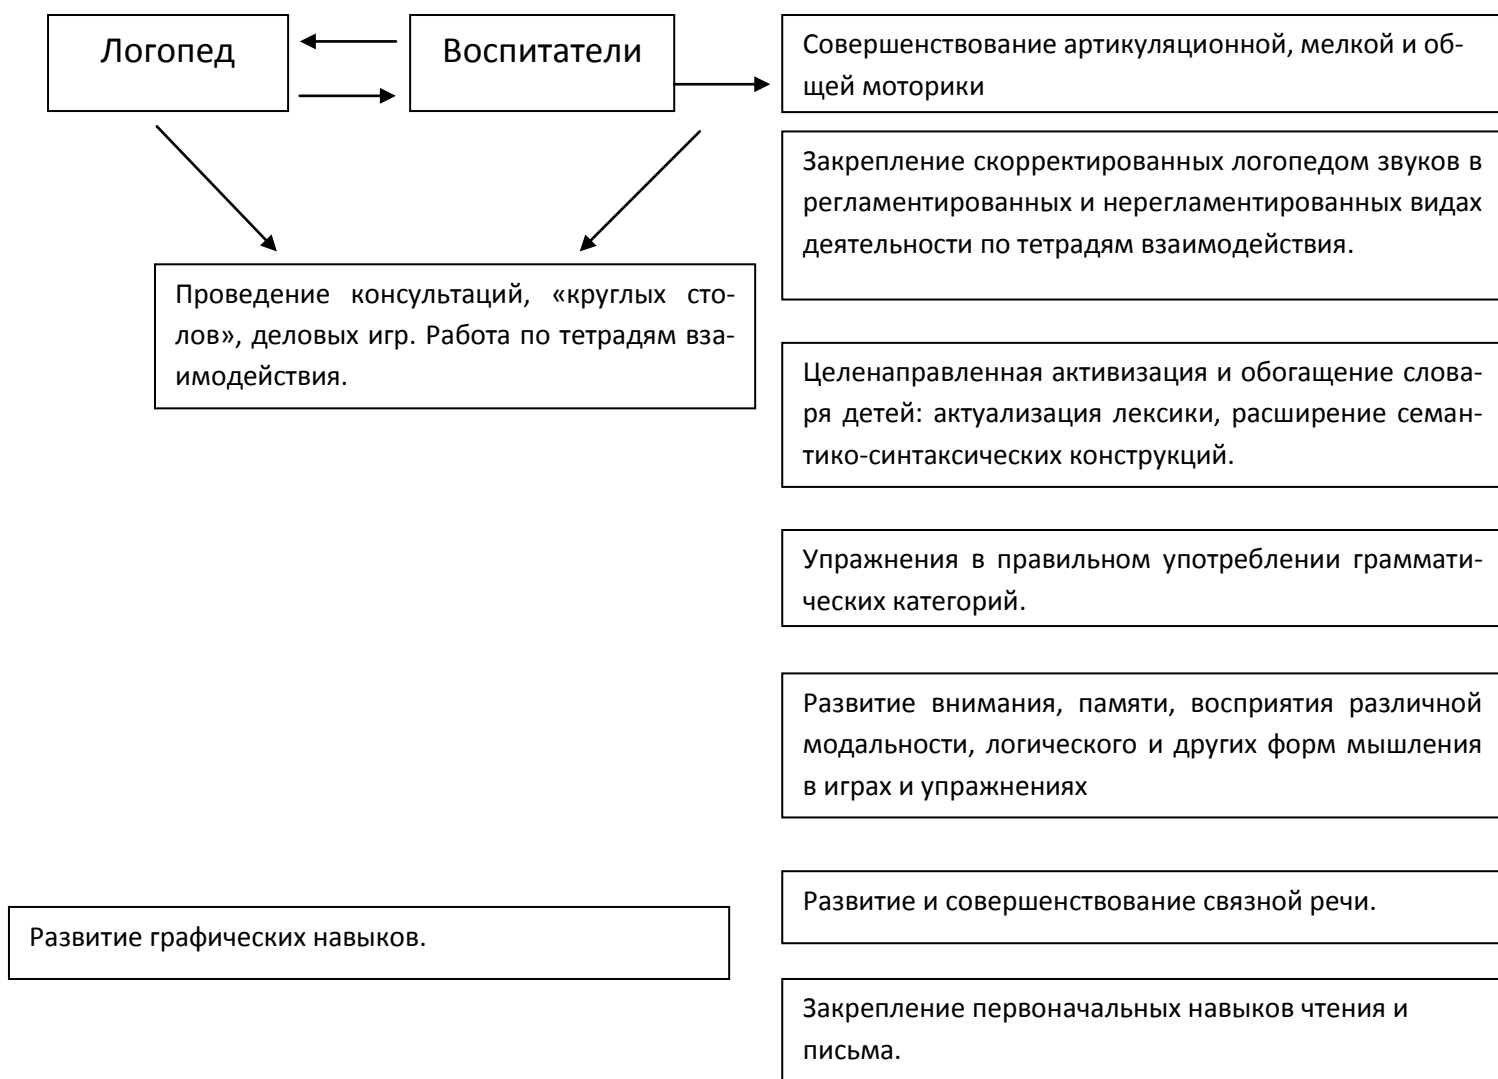 Логопед
Воспитатели
Совершенствование артикуляционной, мелкой и об-
щей моторики
Закрепление скорректированных логопедом звуков в
регламентированных и нерегламентированных видах
деятельности по тетрадям взаимодействия.
Проведение консультаций, «круглых сто-
лов», деловых игр. Работа по тетрадям вза-
имодействия.
Целенаправленная активизация и обогащение слова-
ря детей: актуализация лексики, расширение семан-
тико-синтаксических конструкций.
Упражнения в правильном употреблении граммати-
ческих категорий.
Развитие внимания, памяти, восприятия различной
модальности, логического и других форм мышления
в играх и упражнениях
Развитие и совершенствование связной речи.
Развитие графических навыков.
Закрепление первоначальных навыков чтения и
письма.